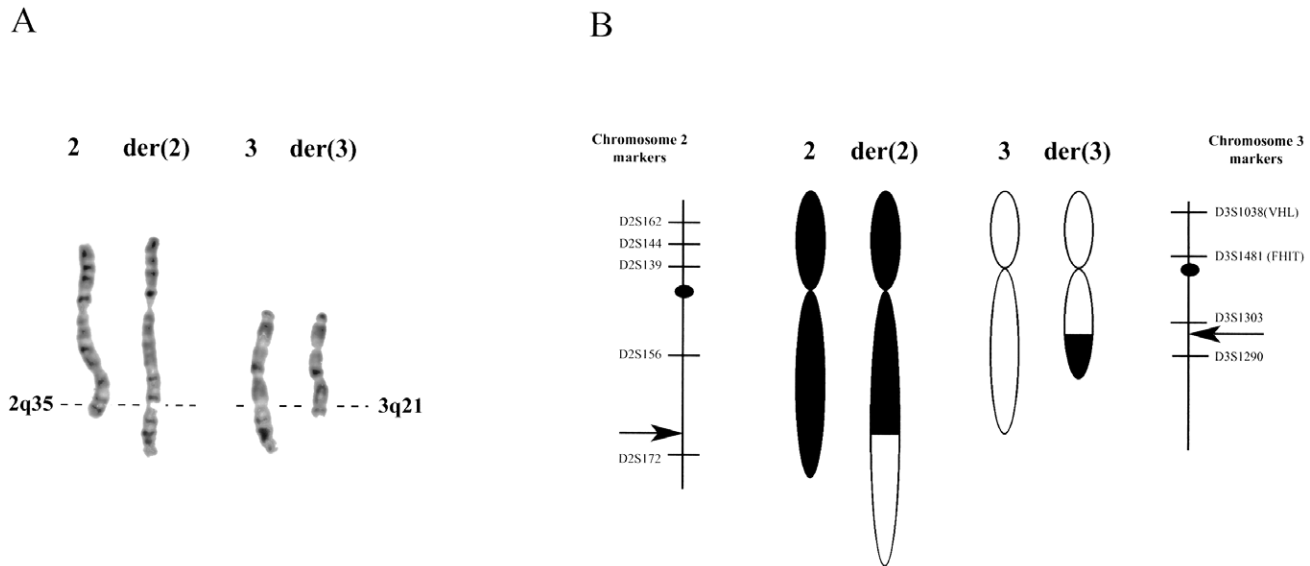 A
B
2 der(2) 3 der(3)
2q35
3q21
Chromosome 2
markers
2 der(2) 3 der(3)
Chromosome 3
markers
D2S162
D2S144
D2S139
D2S156
D2S172
D3S1038(VHL)
D3S1481 (FHIT)
D3S1303
D3S1290